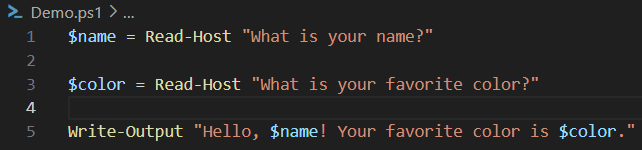 Demo.ps1 > ...
1 $name = Read-Host "What is your name?"
2
3 $color = Read-Host "What is your favorite color?"
4
5 Write-Output "Hello, $name! Your favorite color is $color."